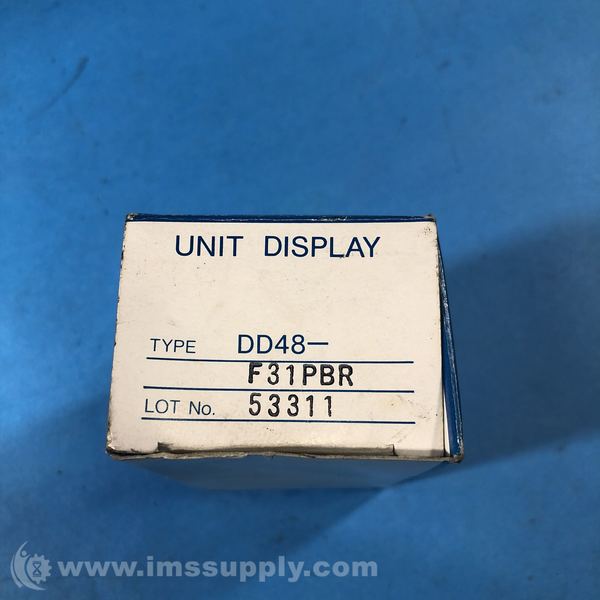 UNIT DISPLAY
TYPE DD48-
F31PBR
LOT No. 53311
www.imssupply.com